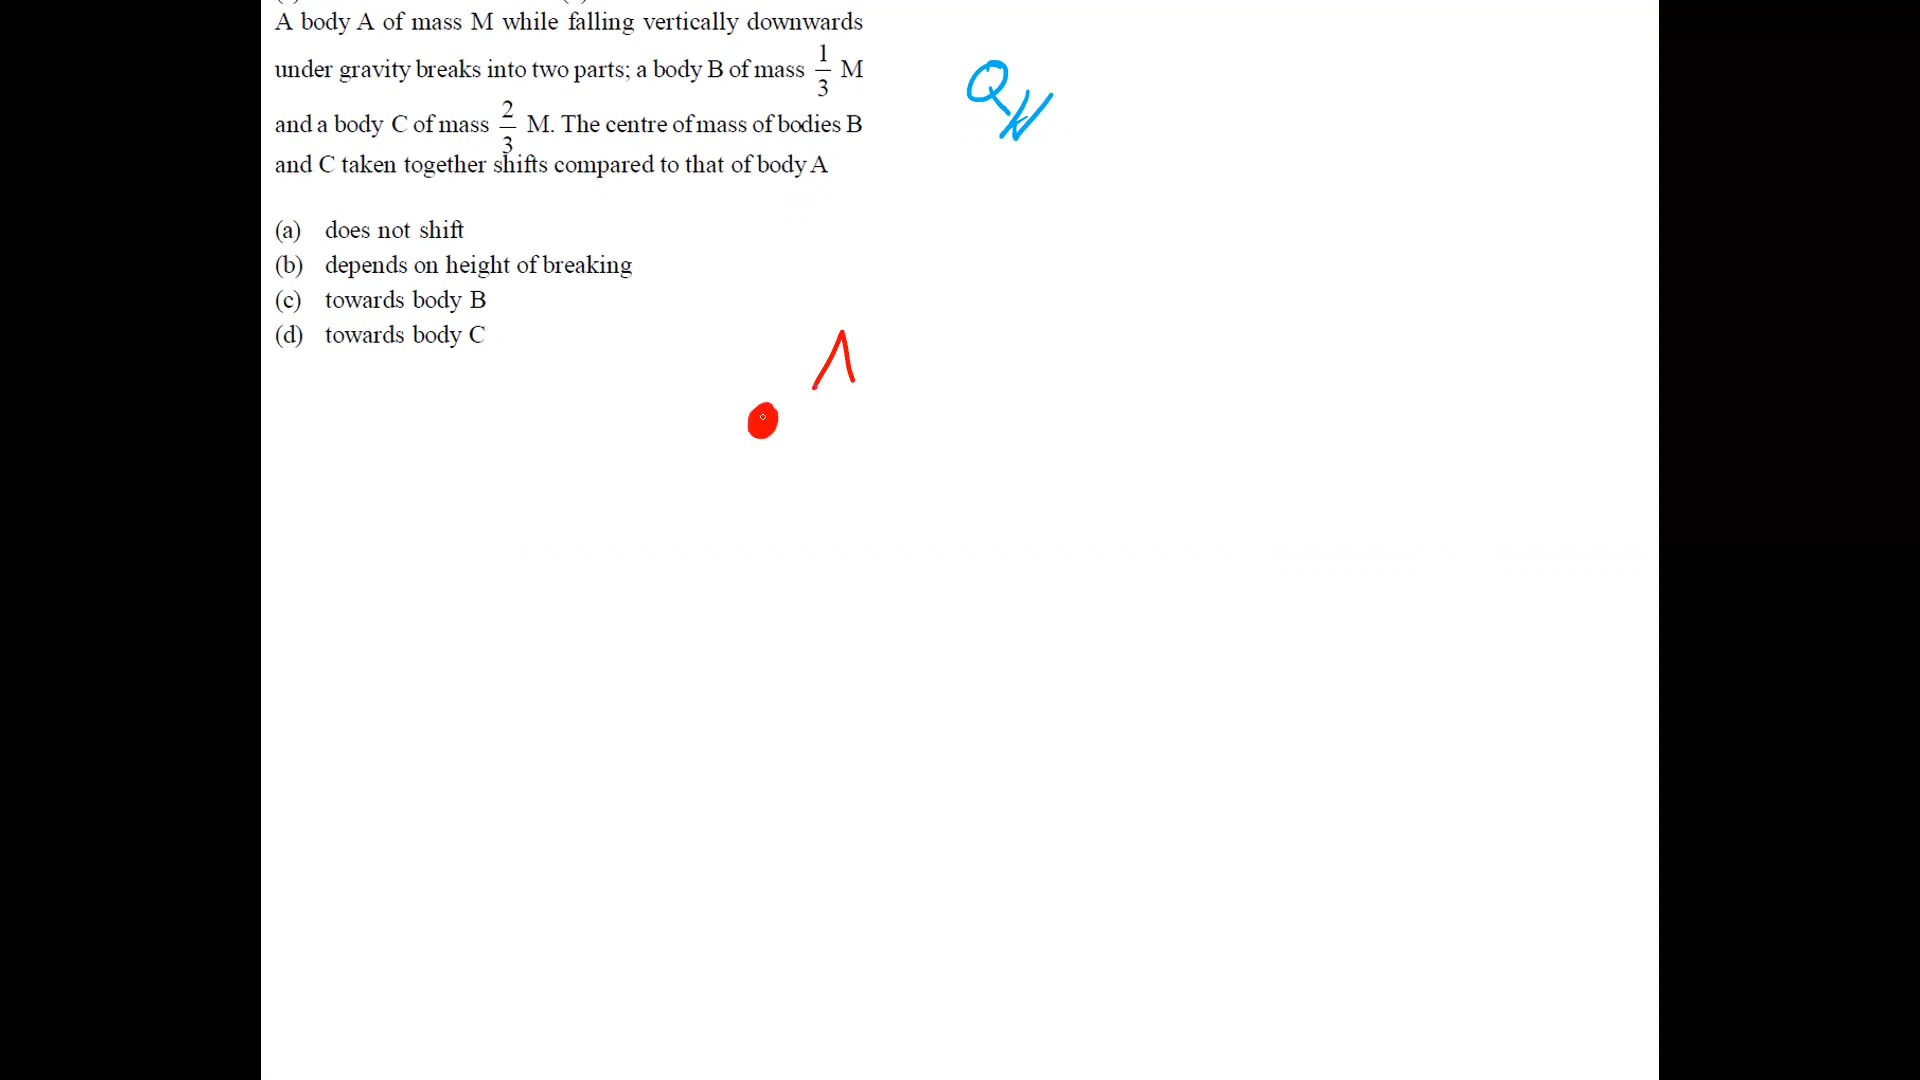 A body A of mass M while falling vertically downwards
under gravity breaks into two parts; a body B of mass 1/3 M
and a body C of mass 2/3 M. The centre of mass of bodies B
and C taken together shifts compared to that of body A
(a) does not shift
(b) depends on height of breaking
(c) towards body B
(d) towards body C